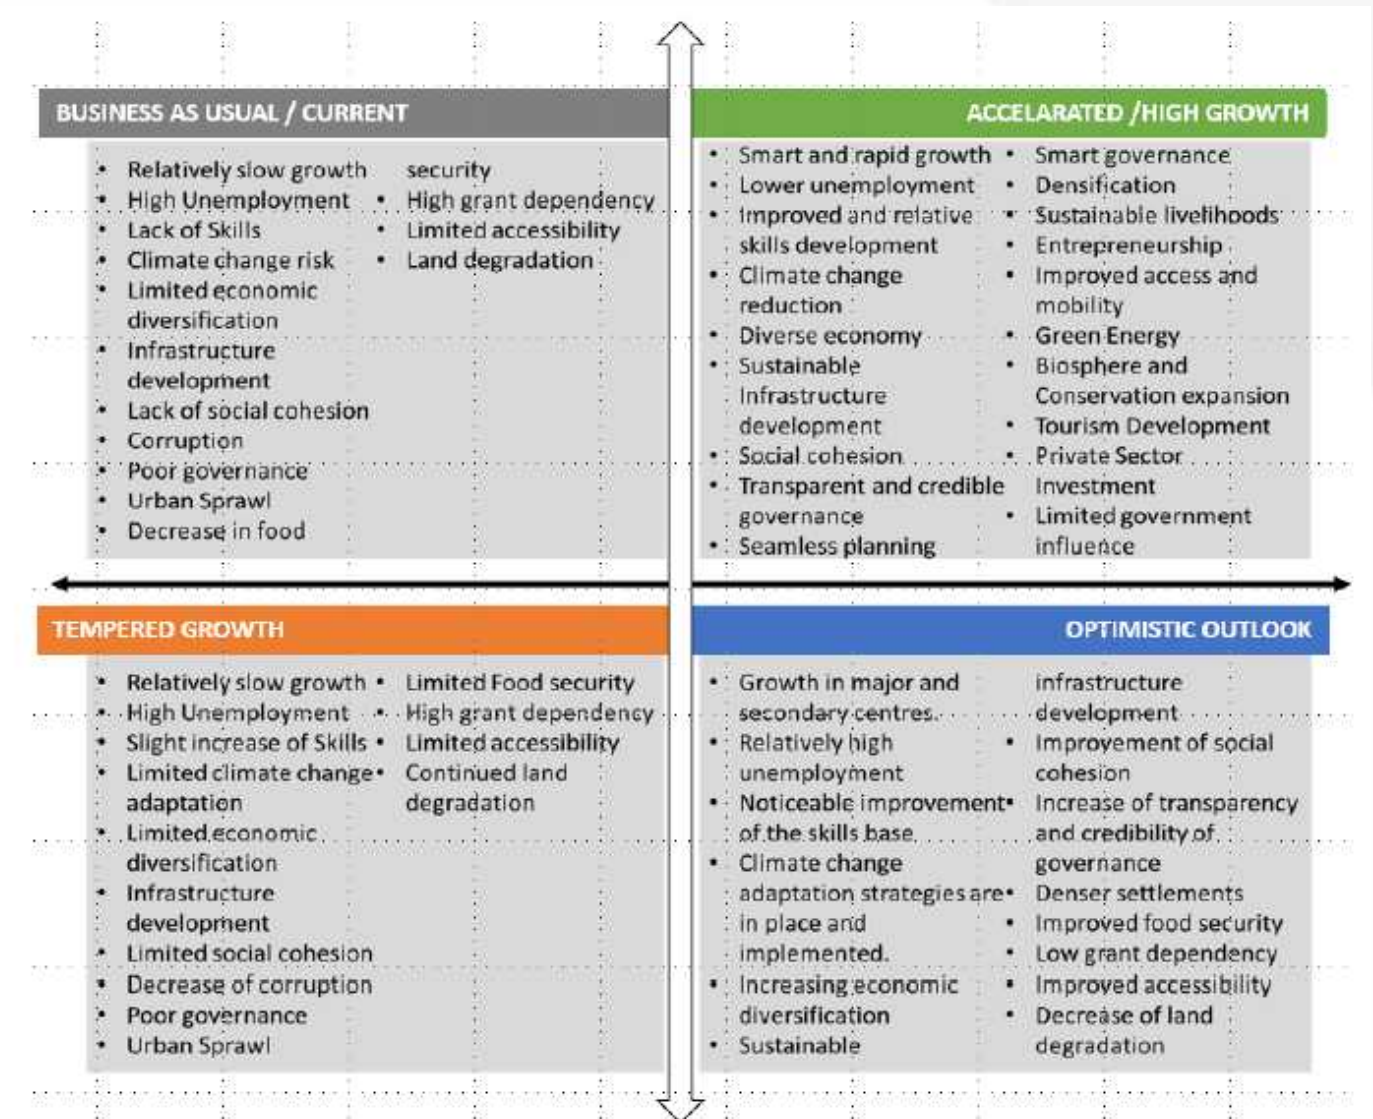 BUSINESS AS USUAL / CURRENT
• Relatively slow growth
• High Unemployment
• Lack of Skills
• Climate change risk
• Limited economic
diversification
• Infrastructure
development
• Lack of social cohesion
• Corruption
• Poor governance
• Urban Sprawl
• Decrease in food
security
• High grant dependency
• Limited accessibility
• Land degradation
ACCELARATED /HIGH GROWTH
• Smart and rapid growth
• Lower unemployment
• Improved and relative
skills development
• Climate change
reduction
• Diverse economy
• Sustainable
Infrastructure
development
• Social cohesion
• Transparent and credible
governance
• Seamless planning
• Smart governance
• Densification
• Sustainable livelihoods
• Entrepreneurship
• Improved access and
mobility
• Green Energy
• Biosphere and
Conservation expansion
• Tourism Development
• Private Sector
Investment
• Limited government
influence
TEMPERED GROWTH
• Relatively slow growth
• High Unemployment
• Slight increase of Skills
• Limited climate change
adaptation
• Limited economic
diversification
• Infrastructure
development
• Limited social cohesion
• Decrease of corruption
• Poor governance
• Urban Sprawl
• Limited Food security
• High grant dependency
• Limited accessibility
• Continued land
degradation
OPTIMISTIC OUTLOOK
• Growth in major and
secondary centres.
• Relatively high
unemployment
• Noticeable improvement
of the skills base
• Climate change
adaptation strategies are
in place and
implemented.
• Increasing economic
diversification
• Sustainable
infrastructure
development
• Improvement of social
cohesion
• Increase of transparency
and credibility of
governance
• Denser settlements
• Improved food security
• Low grant dependency
• Improved accessibility
• Decrease of land
degradation